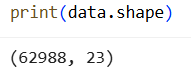 print(data.shape)
(62988, 23)